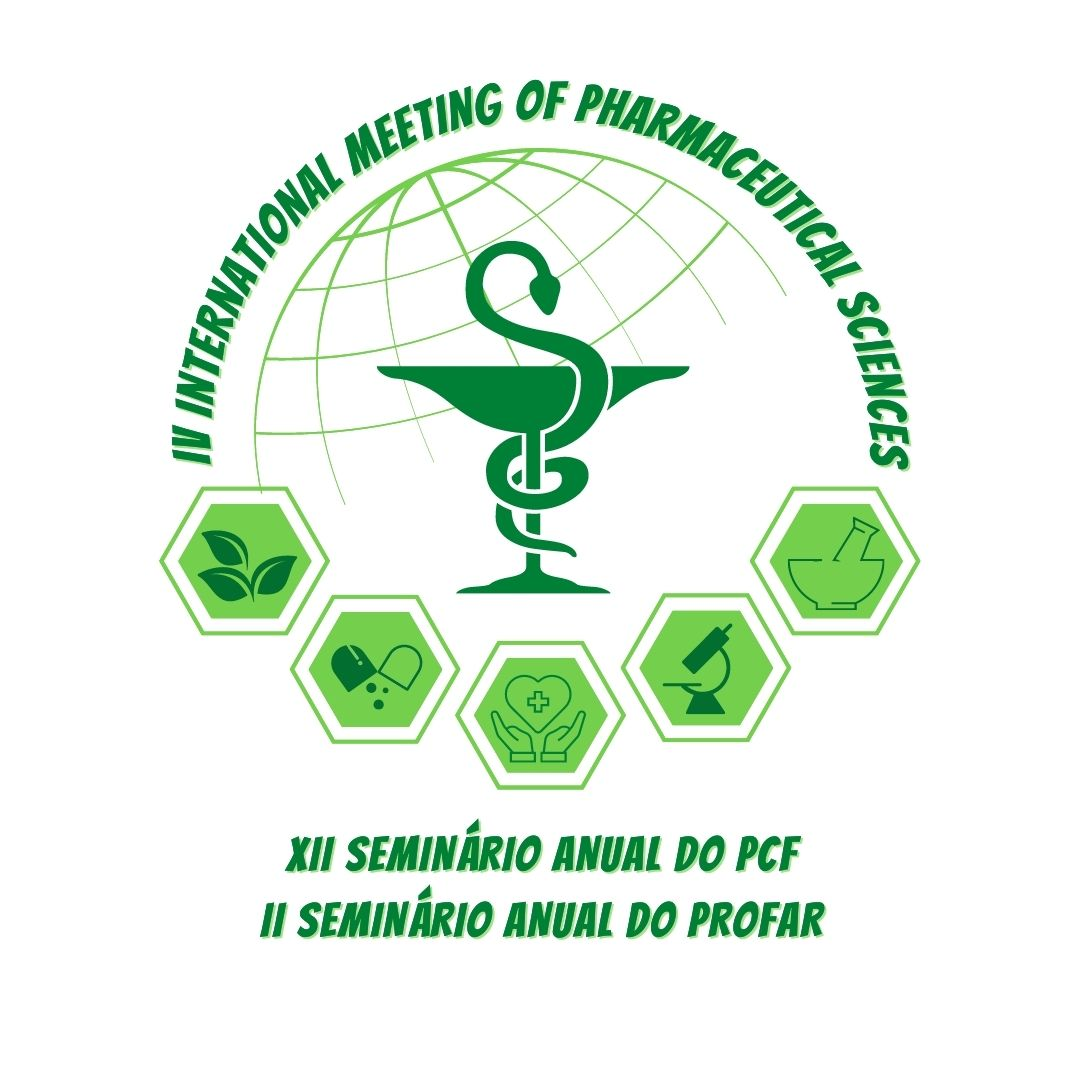 IV INTERNATIONAL MEETING OF PHARMACEUTICAL SCIENCES
XII SEMINÁRIO ANUAL DO PCF
II SEMINÁRIO ANUAL DO PROFAR